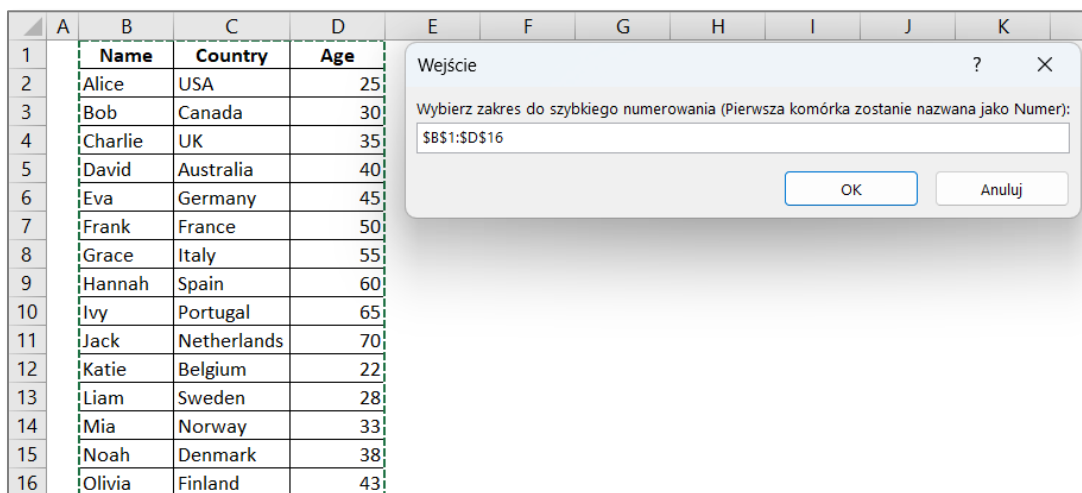 A B C D E F G H I J K
1 Name Country Age
2 Alice USA 25
3 Bob Canada 30
4 Charlie UK 35
5 David Australia 40
6 Eva Germany 45
7 Frank France 50
8 Grace Italy 55
9 Hannah Spain 60
10 Ivy Portugal 65
11 Jack Netherlands 70
12 Katie Belgium 22
13 Liam Sweden 28
14 Mia Norway 33
15 Noah Denmark 38
16 Olivia Finland 43
Wejście ?
Wybierz zakres do szybkiego numerowania (Pierwsza komórka zostanie nazwana jako Numer):
$B$1:$D$16
OK Anuluj